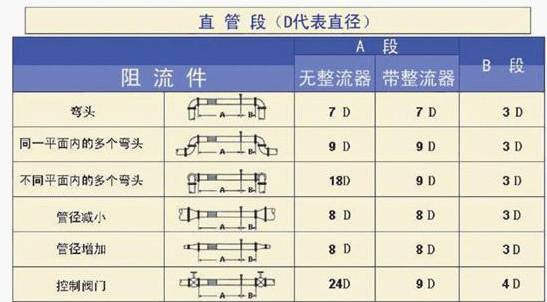 直 管 段（D代表直径）
阻 流 件 A 段 B 段
无整流器 带整流器
弯头 A B 7 D 7 D 3 D
同一平面内的多个弯头 A B 9 D 9 D 3 D
不同平面内的多个弯头 A B 18D 9 D 3 D
管径减小 A B 8 D 8 D 3 D
管径增加 A B 8 D 8 D 3 D
控制阀门 A B 24D 9 D 4 D